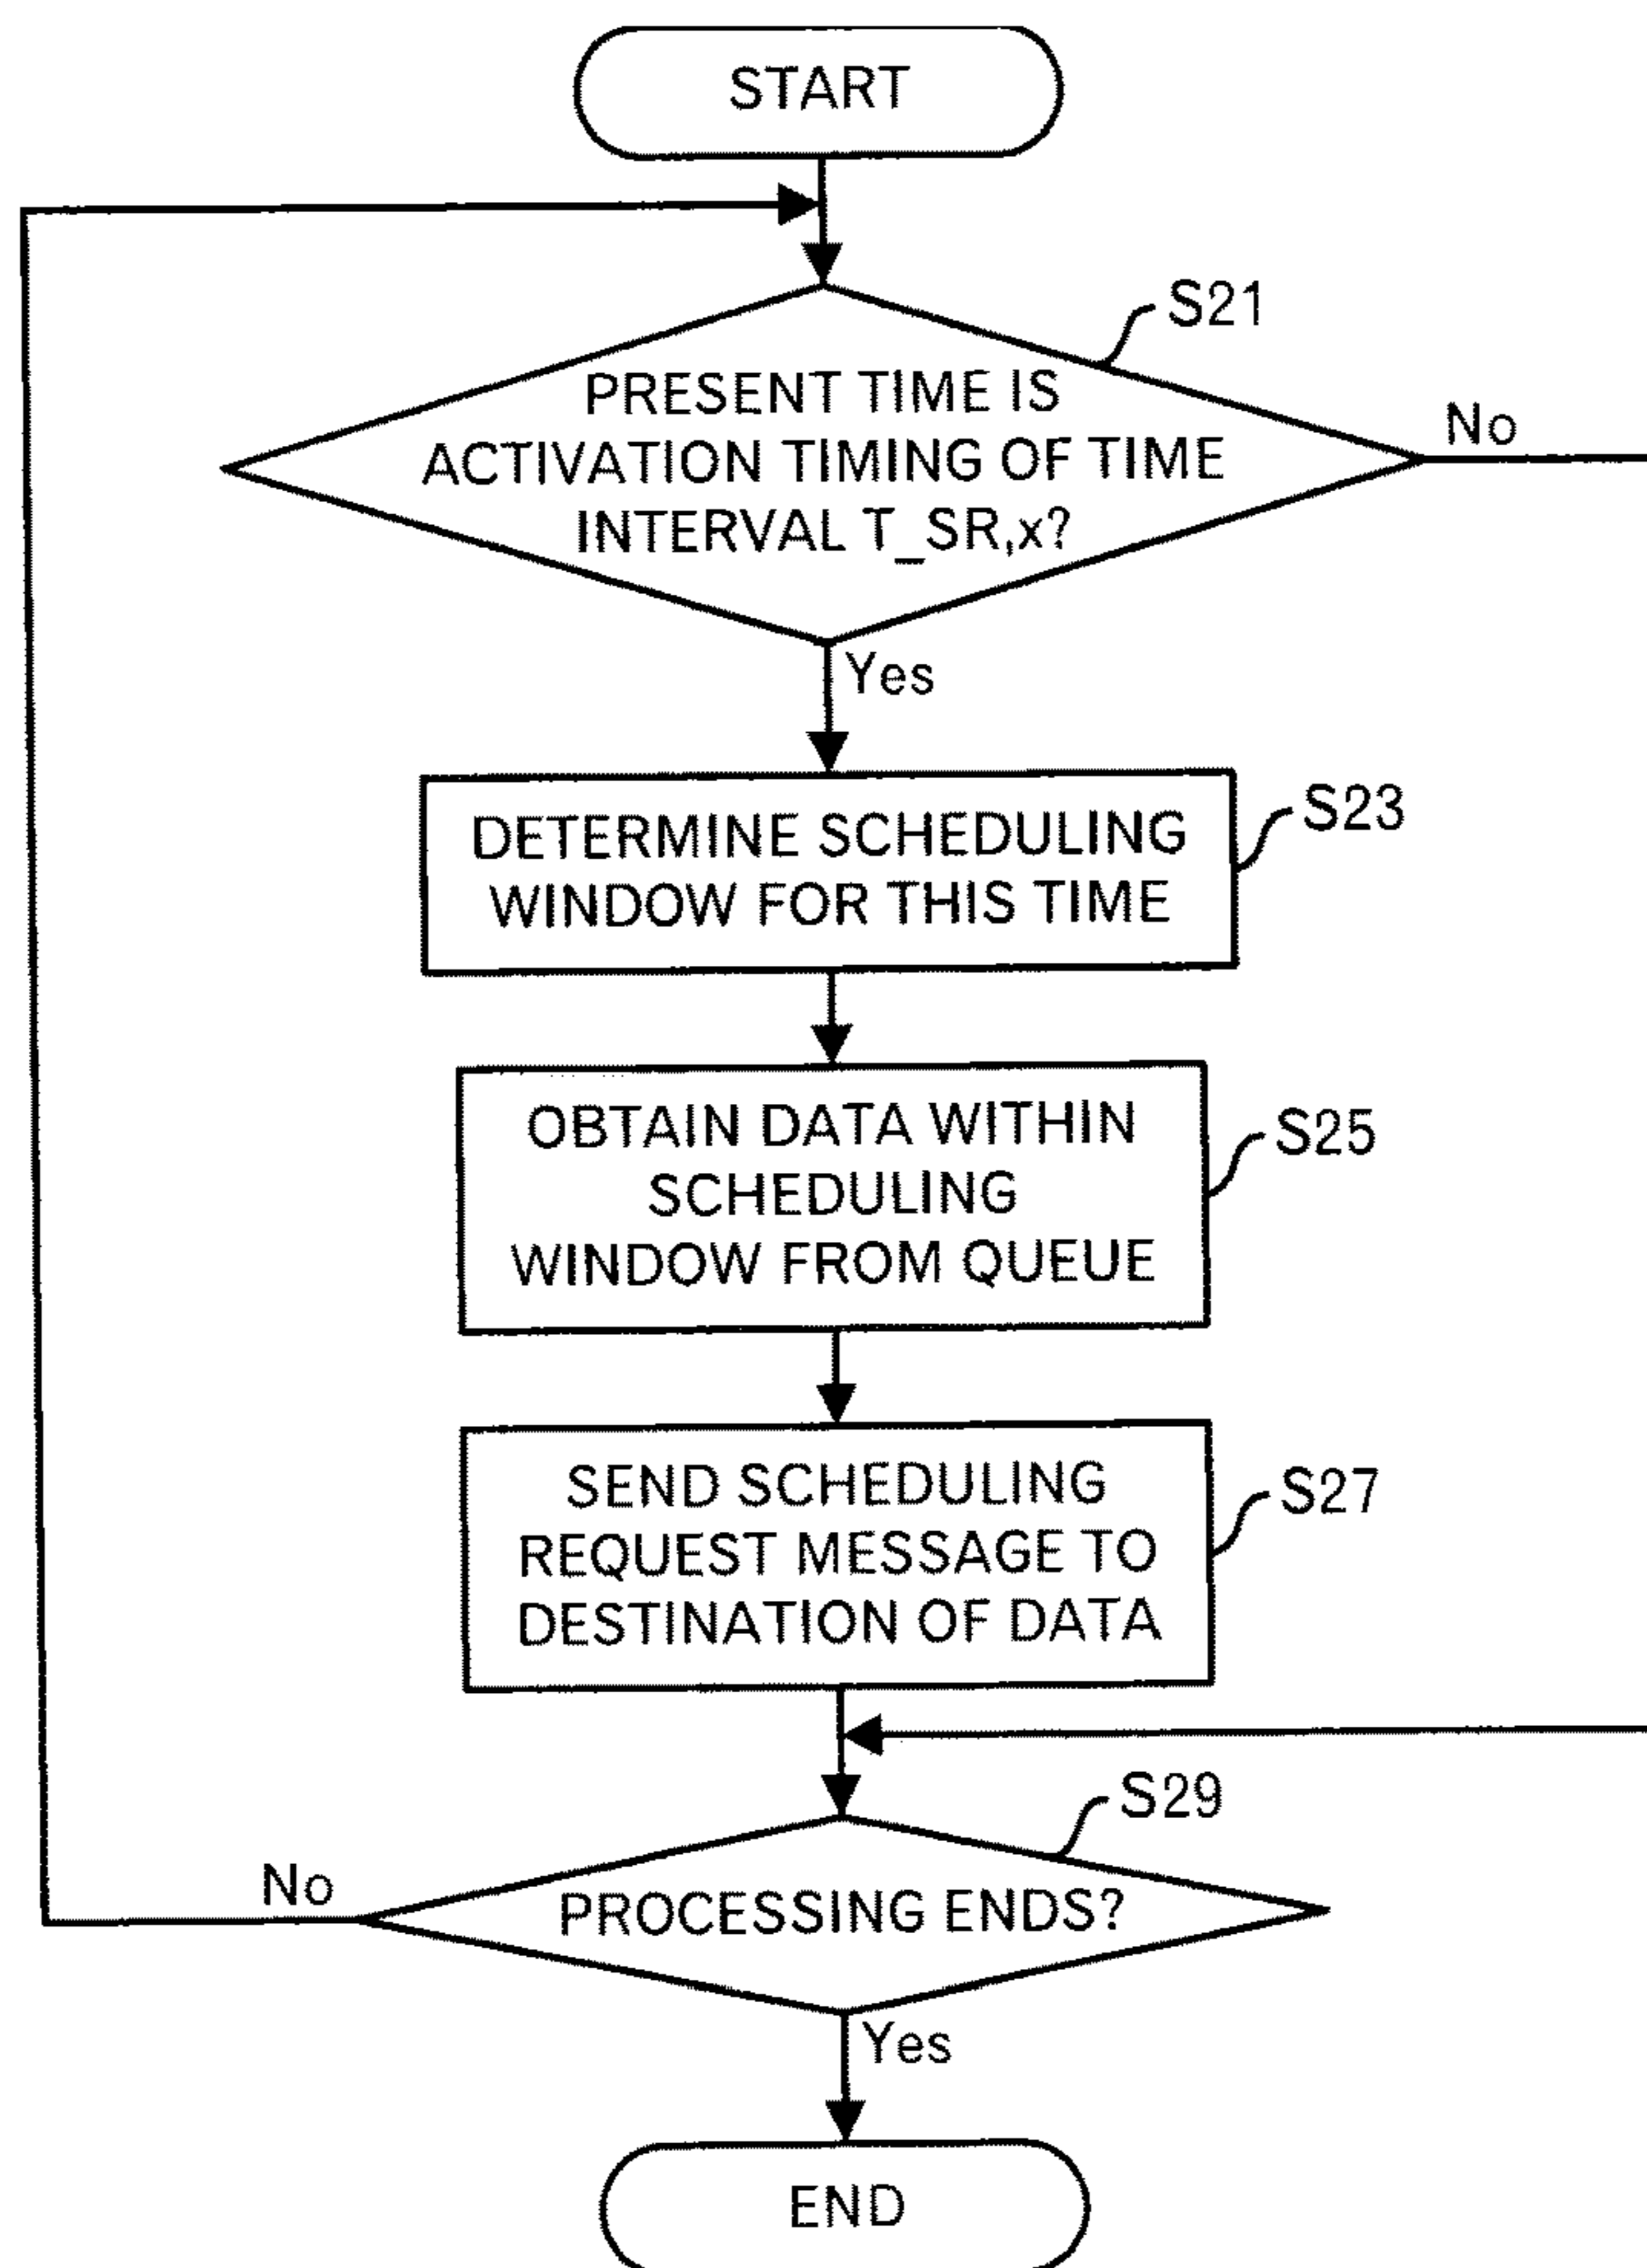 START
S21
PRESENT TIME IS
ACTIVATION TIMING OF TIME
INTERVAL T_SR,x?
No
Yes
S23
DETERMINE SCHEDULING
WINDOW FOR THIS TIME
OBTAIN DATA WITHIN
SCHEDULING
WINDOW FROM QUEUE
S25
SEND SCHEDULING
REQUEST MESSAGE TO
DESTINATION OF DATA
S27
S29
No
PROCESSING ENDS?
Yes
END